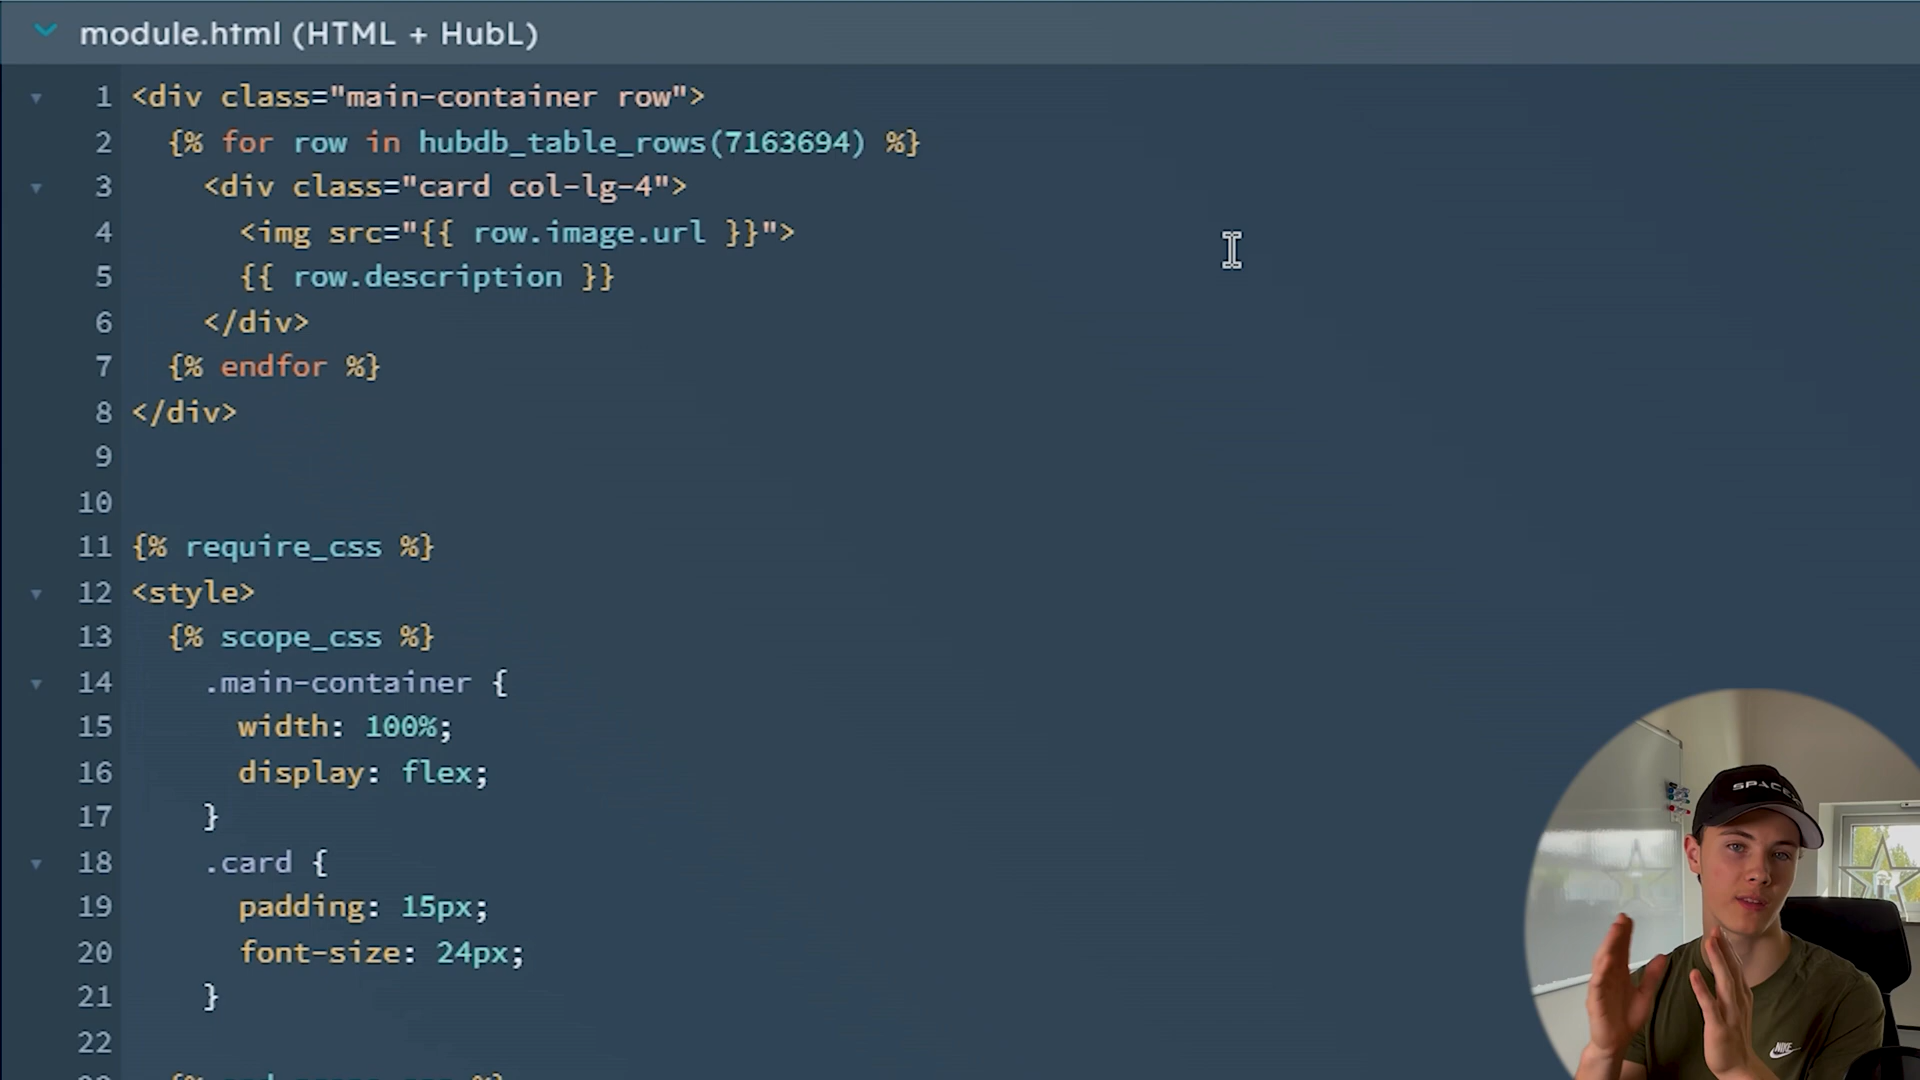 module.html (HTML + HubL)
1 <div class="main-container row">
2 {% for row in hubdb_table_rows(7163694) %}
3 <div class="card col-lg-4">
4 <img src="{{ row.image.url }}">
5 {{ row.description }}
6 </div>
7 {% endfor %}
8 </div>
9
10
11 {% require_css %}
12 <style>
13 {% scope_css %}
14 .main-container {
15 width: 100%;
16 display: flex;
17 }
18 .card {
19 padding: 15px;
20 font-size: 24px;
21 }
22
SPACEX
NIKE